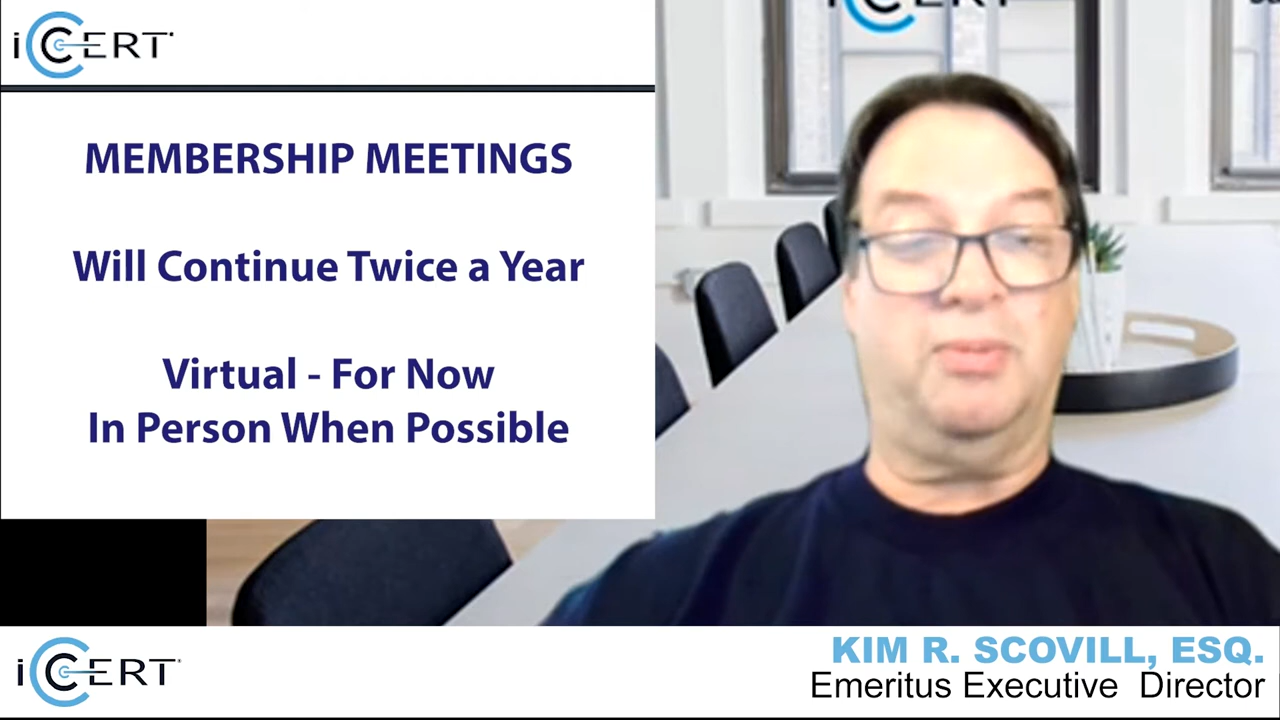 iCERT
MEMBERSHIP MEETINGS
Will Continue Twice a Year
Virtual - For Now
In Person When Possible
iCERT
KIM R. SCOVILL, ESQ.
Emeritus Executive Director